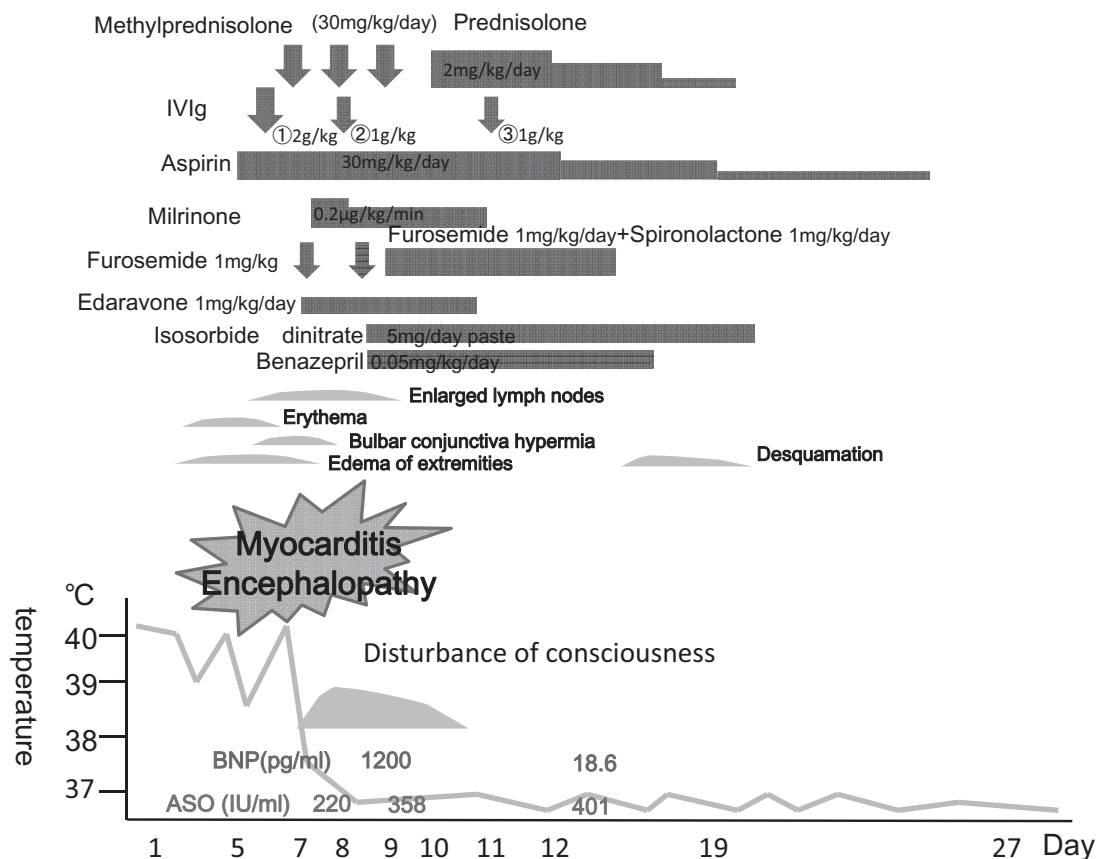 Methylprednisolone (30mg/kg/day) Prednisolone
2mg/kg/day
IVIg
①2g/kg ②1g/kg ③1g/kg
Aspirin 30mg/kg/day
Milrinone 0.2μg/kg/min
Furosemide 1mg/kg/day+Spironolactone 1mg/kg/day
Furosemide 1mg/kg
Edaravone 1mg/kg/day
Isosorbide dinitrate 5mg/day paste
Benazepril 0.05mg/kg/day
Enlarged lymph nodes
Erythema
Bulbar conjunctiva hypermia
Edema of extremities
Desquamation
Myocarditis
Encephalopathy
℃
temperature
40
39
38
37
Disturbance of consciousness
BNP(pg/ml) 1200 18.6
ASO (IU/ml) 220 358 401
1 5 7 8 9 10 11 12 19 27 Day